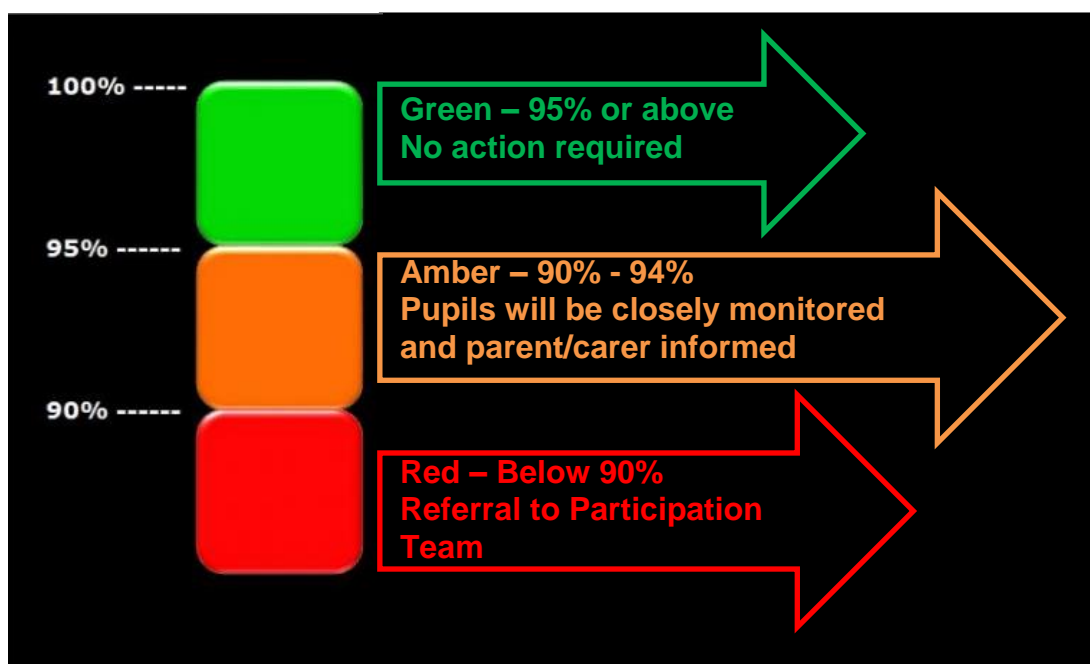 100% -----
Green – 95% or above
No action required
95% ------
Amber – 90% - 94%
Pupils will be closely monitored
and parent/carer informed
90% ------
Red – Below 90%
Referral to Participation
Team